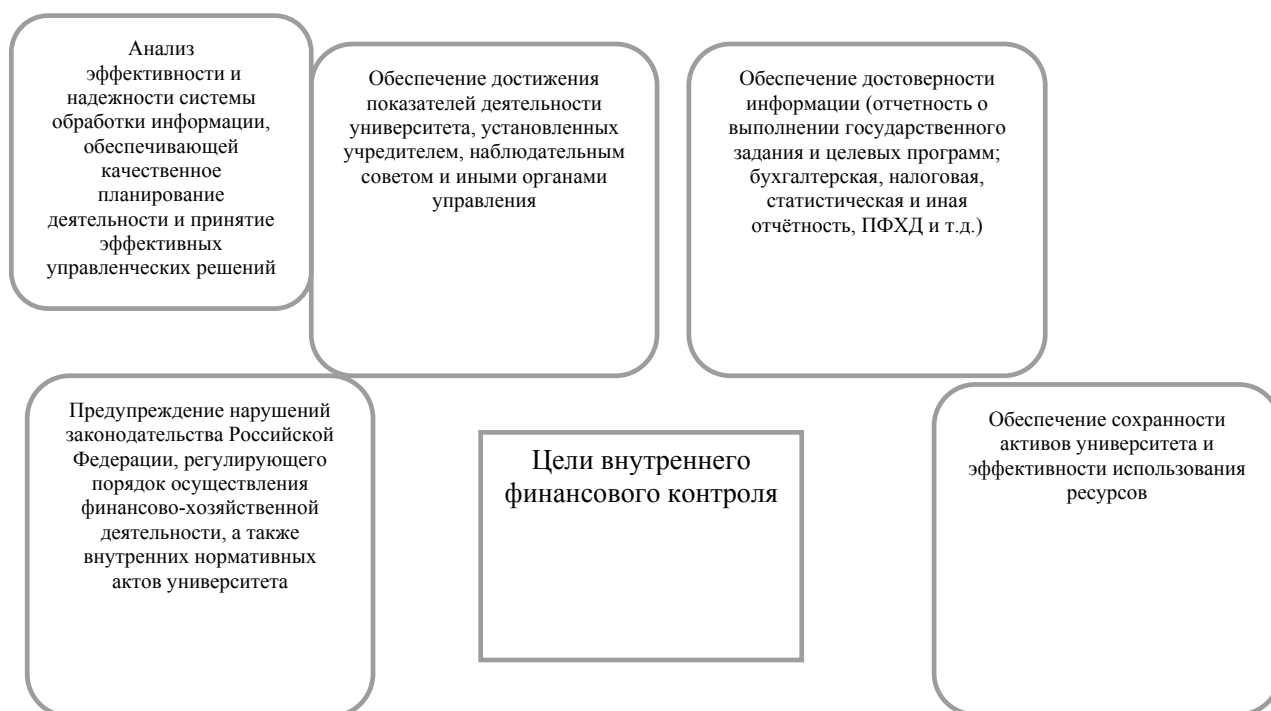 Анализ
эффективности и
надежности системы
обработки информации,
обеспечивающей
качественное
планирование
деятельности и принятие
эффективных
управленческих решений
Обеспечение достижения
показателей деятельности
университета, установленных
учредителем, наблюдательным
советом и иными органами
управления
Обеспечение достоверности
информации (отчетность о
выполнении государственного
задания и целевых программ;
бухгалтерская, налоговая,
статистическая и иная
отчётность, ПФХД и т.д.)
Предупреждение нарушений
законодательства Российской
Федерации, регулирующего
порядок осуществления
финансово-хозяйственной
деятельности, а также
внутренних нормативных
актов университета
Цели внутреннего
финансового контроля
Обеспечение сохранности
активов университета и
эффективности использования
ресурсов